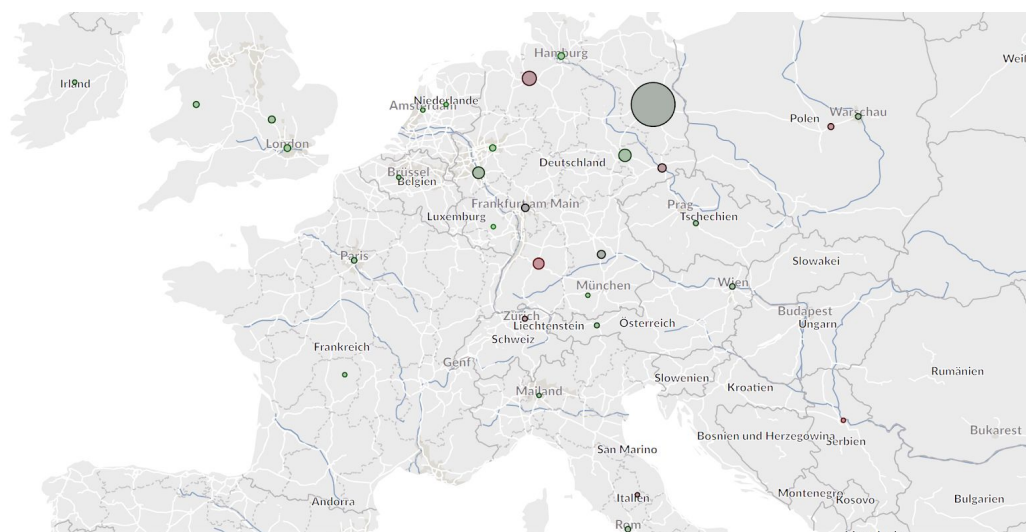 Hamburg
Weiß
Irland
Niederlande
Amsterdam
Polen
Warschau
London
Deutschland
Brüssel
Belgien
Frankfurt am Main
Prag
Tschechien
Luxemburg
Paris
Slowakei
München
Wien
Budapest
Ungarn
Zürich
Liechtenstein
Österreich
Schweiz
Frankreich
Genf
Rumänien
Slowenien
Kroatien
Mailand
Bukarest
Bosnien und Herzegowina
Serbien
San Marino
Andorra
Italien
Montenegro
Kosovo
Bulgarien
Rom